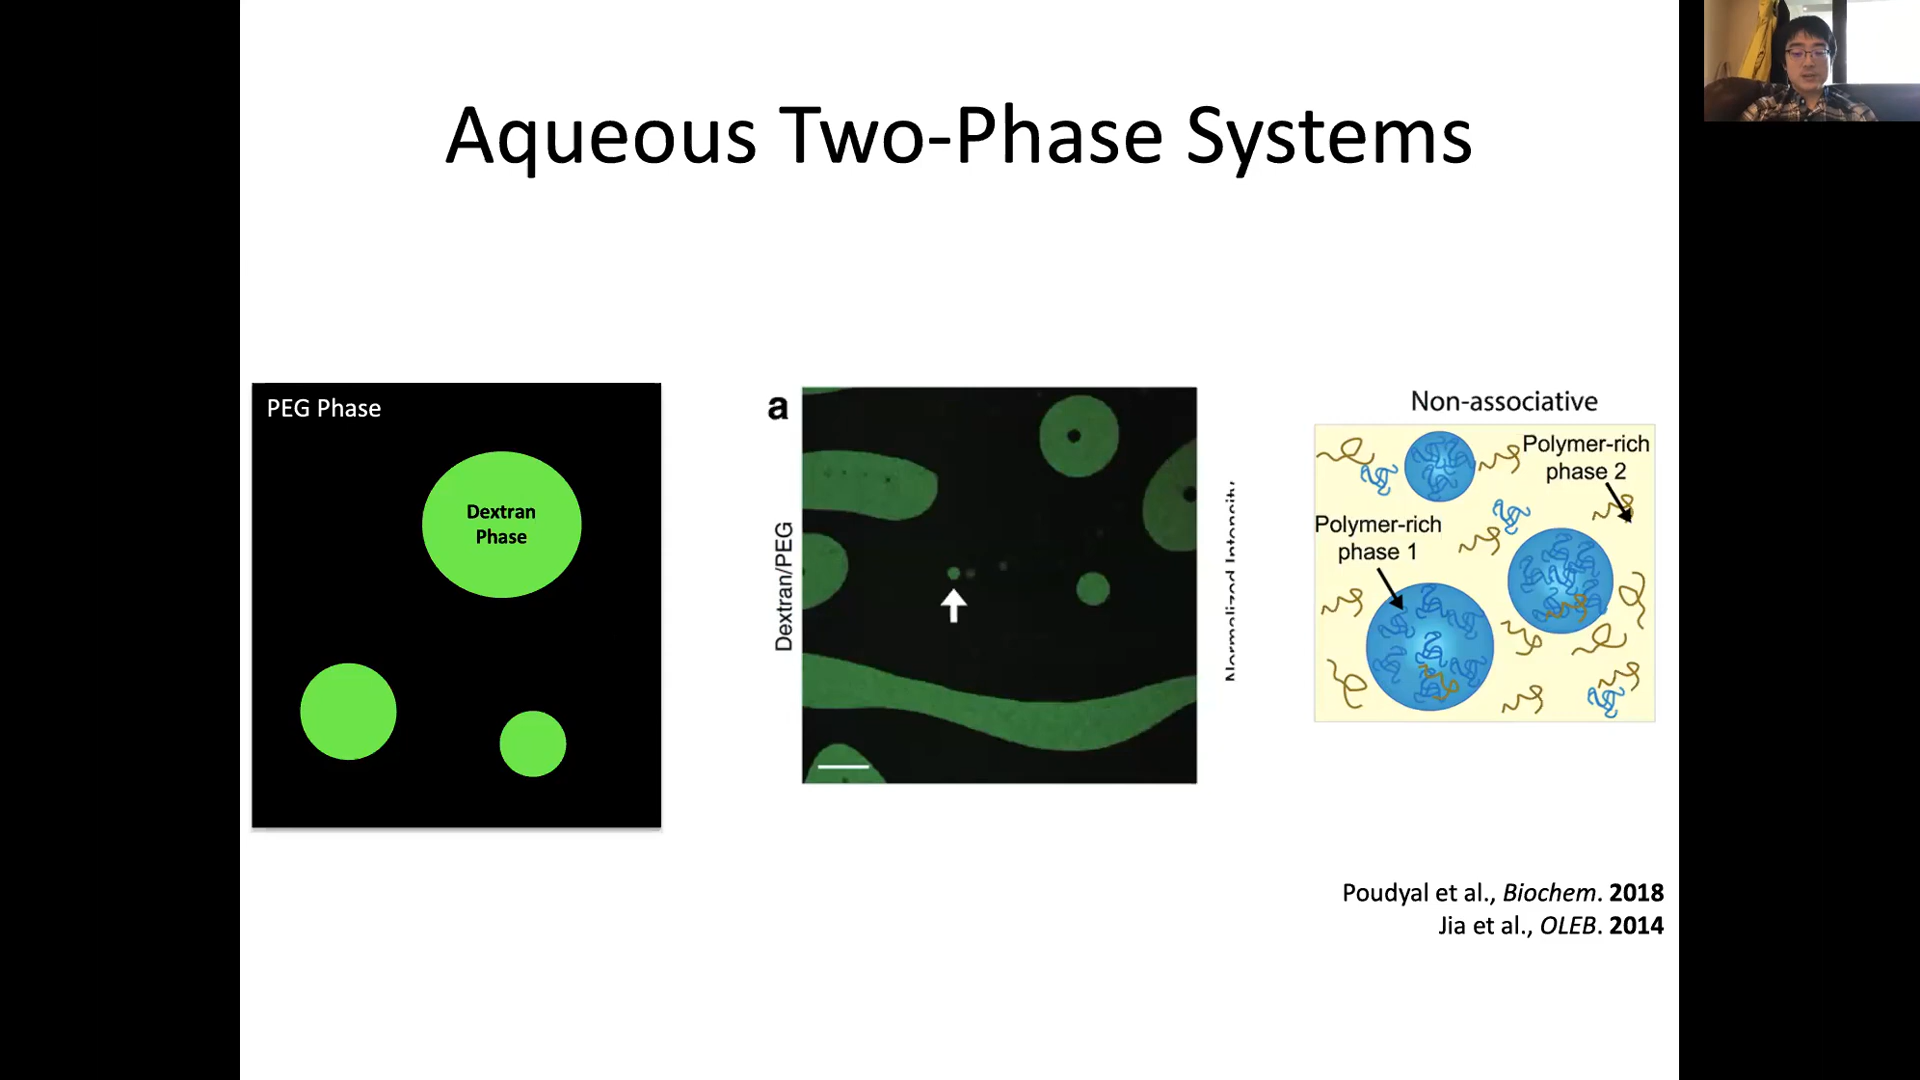 Aqueous Two-Phase Systems
PEG Phase
Dextran
Phase
a
Dextran/PEG
Normalized Intensity
Non-associative
Polymer-rich
phase 2
Polymer-rich
phase 1
Poudyal et al., Biochem. 2018
Jia et al., OLEB. 2014